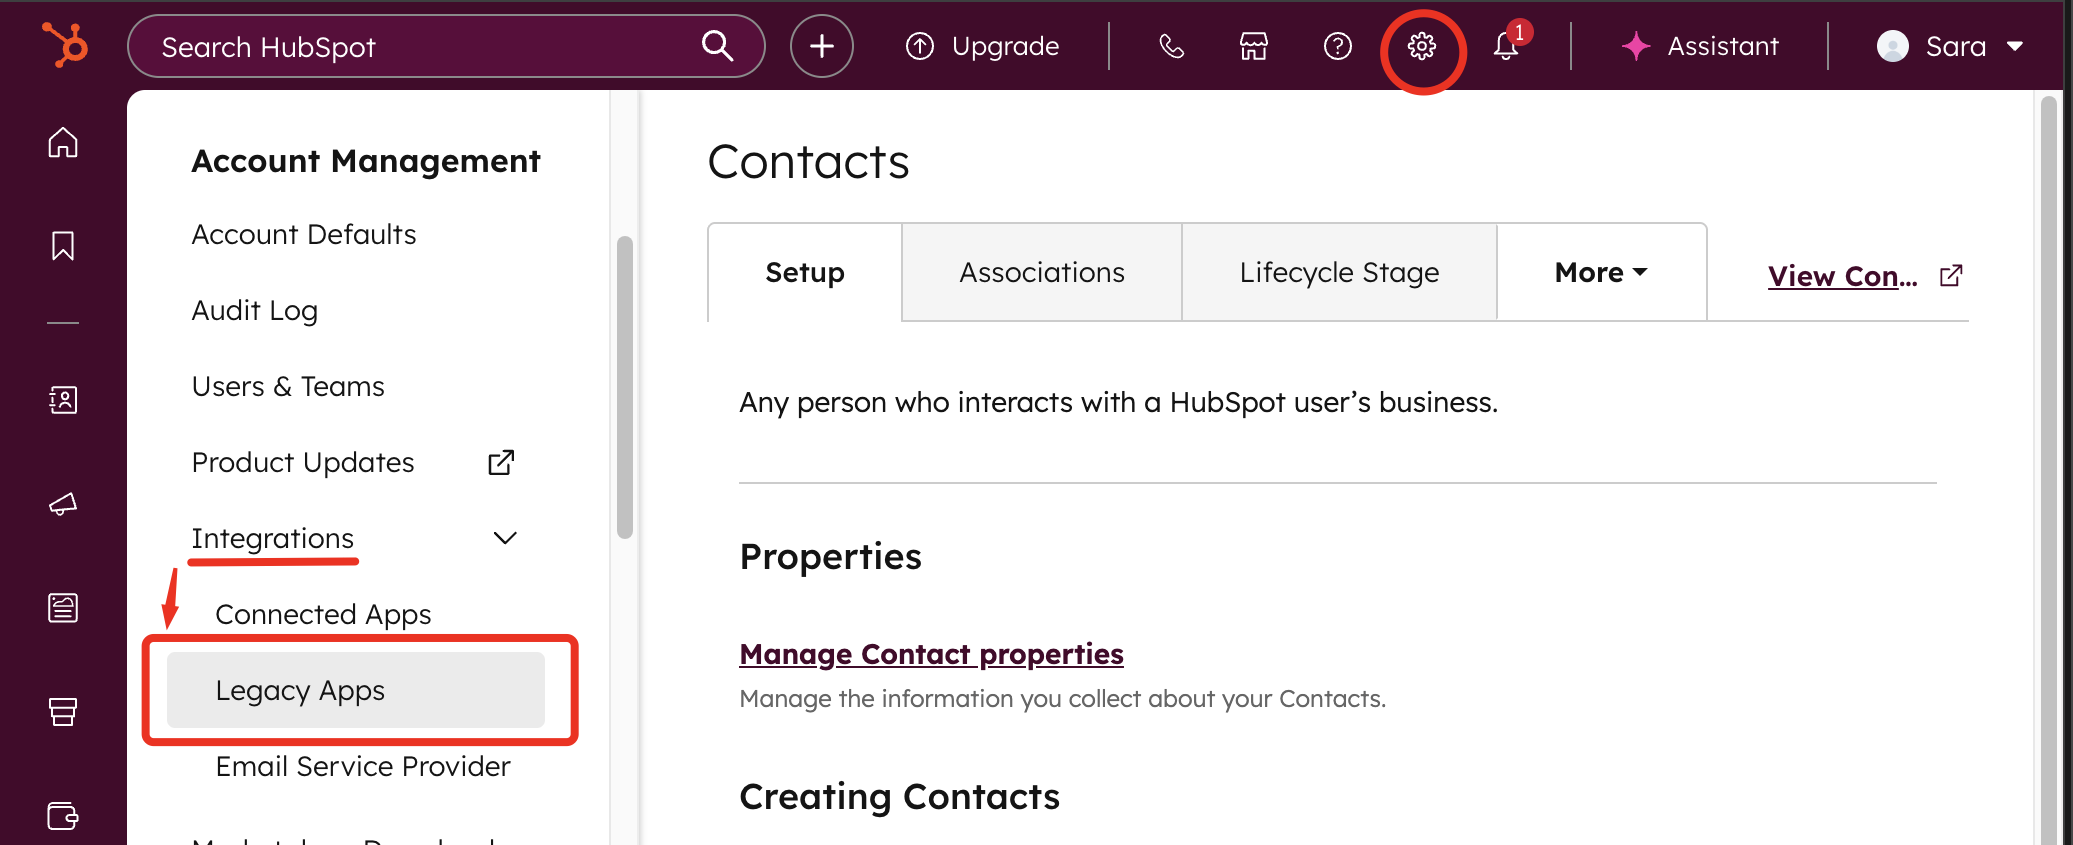 Search HubSpot
Upgrade
1
Assistant
Sara
Account Management
Account Defaults
Audit Log
Users & Teams
Product Updates
Integrations
Connected Apps
Legacy Apps
Email Service Provider
Contacts
Setup
Associations
Lifecycle Stage
More
View Con...
Any person who interacts with a HubSpot user’s business.
Properties
Manage Contact properties
Manage the information you collect about your Contacts.
Creating Contacts